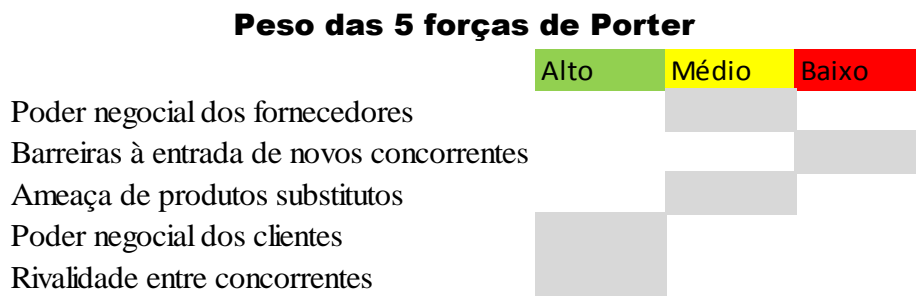 Peso das 5 forças de Porter
Alto Médio Baixo
Poder negocial dos fornecedores
Barreiras à entrada de novos concorrentes
Ameaça de produtos substitutos
Poder negocial dos clientes
Rivalidade entre concorrentes